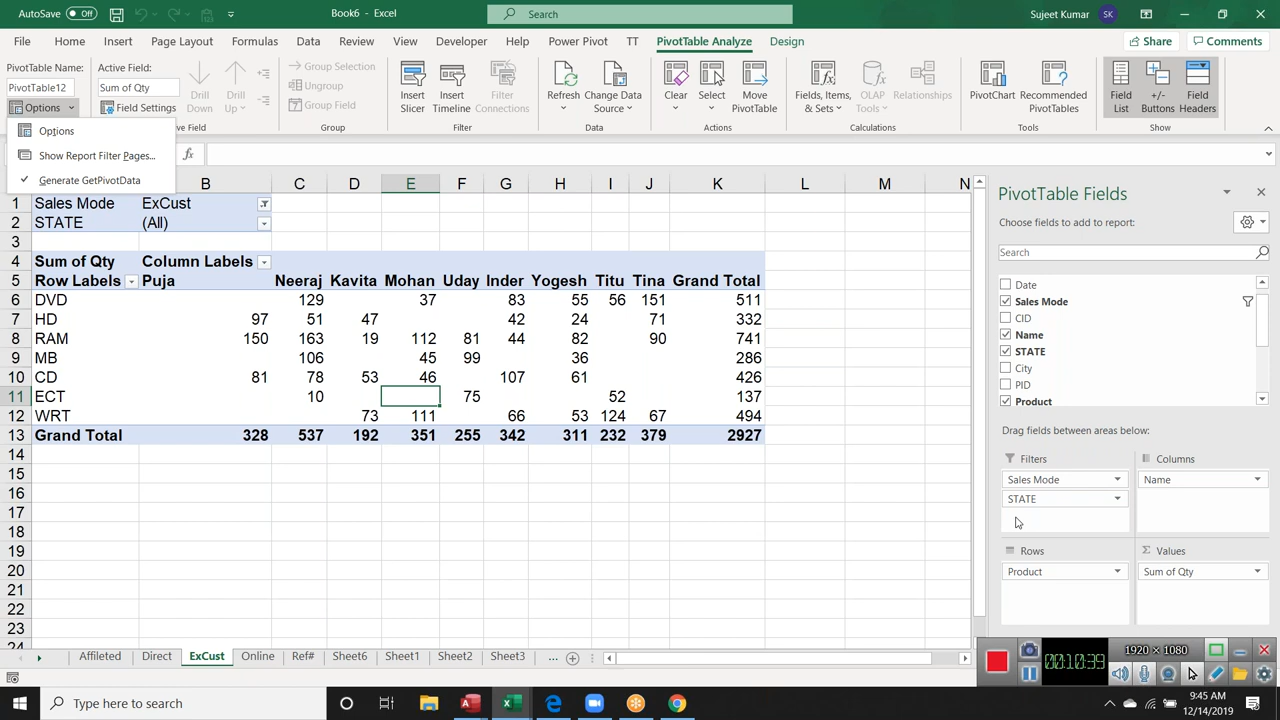 AutoSave Off
Book6 - Excel
Search
Sujeet Kumar SK
File Home Insert Page Layout Formulas Data Review View Developer Help Power Pivot TT PivotTable Analyze Design Share Comments
PivotTable Name:
PivotTable12
Options
Active Field:
Sum of Qty
Field Settings
Drill Down
Drill Up
Group Selection
Ungroup
Group Field
Insert Slicer
Insert Timeline
Filter Connections
Refresh
Change Data Source
Clear
Select
Move PivotTable
Fields, Items, & Sets
OLAP Tools
Relationships
PivotChart
Recommended PivotTables
Field List
+/- Buttons
Field Headers
ve Field Group Filter Data Actions Calculations Tools Show
Options
Show Report Filter Pages...
Generate GetPivotData
fx
B C D E F G H I J K L M N
1 Sales Mode ExCust
2 STATE (All)
3
4 Sum of Qty Column Labels
5 Row Labels Puja Neeraj Kavita Mohan Uday Inder Yogesh Titu Tina Grand Total
6 DVD 129 37 83 55 56 151 511
7 HD 97 51 47 42 24 71 332
8 RAM 150 163 19 112 81 44 82 90 741
9 MB 106 45 99 36 286
10 CD 81 78 53 46 107 61 426
11 ECT 10 75 52 137
12 WRT 73 111 66 53 124 67 494
13 Grand Total 328 537 192 351 255 342 311 232 379 2927
14
15
16
17
18
19
20
21
22
23
24
PivotTable Fields
Choose fields to add to report:
Search
Date
Sales Mode
CID
Name
STATE
City
PID
Product
Drag fields between areas below:
Filters
Sales Mode
STATE
Columns
Name
Rows
Product
Values
Sum of Qty
Affileted Direct ExCust Online Ref# Sheet6 Sheet1 Sheet2 Sheet3 ...
00:10:39
1920 × 1080
Type here to search
9:45 AM
12/14/2019